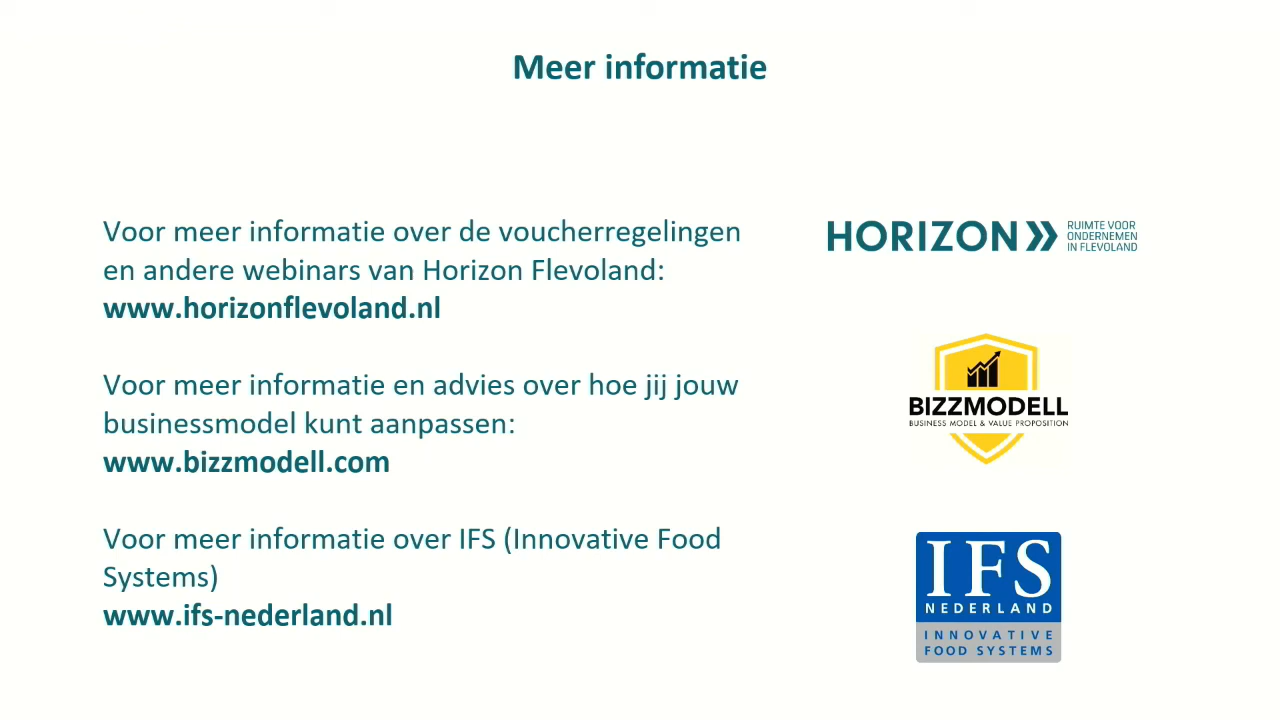 Meer informatie
Voor meer informatie over de voucherregelingen
en andere webinars van Horizon Flevoland:
www.horizonflevoland.nl
Voor meer informatie en advies over hoe jij jouw
businessmodel kunt aanpassen:
www.bizzmodell.com
Voor meer informatie over IFS (Innovative Food
Systems)
www.ifs-nederland.nl
HORIZON
RUIMTE VOOR
ONDERNEMEN
IN FLEVOLAND
BIZZMODELL
BUSINESS MODEL & VALUE PROPOSITION
IFS
NEDERLAND
INNOVATIVE
FOOD SYSTEMS